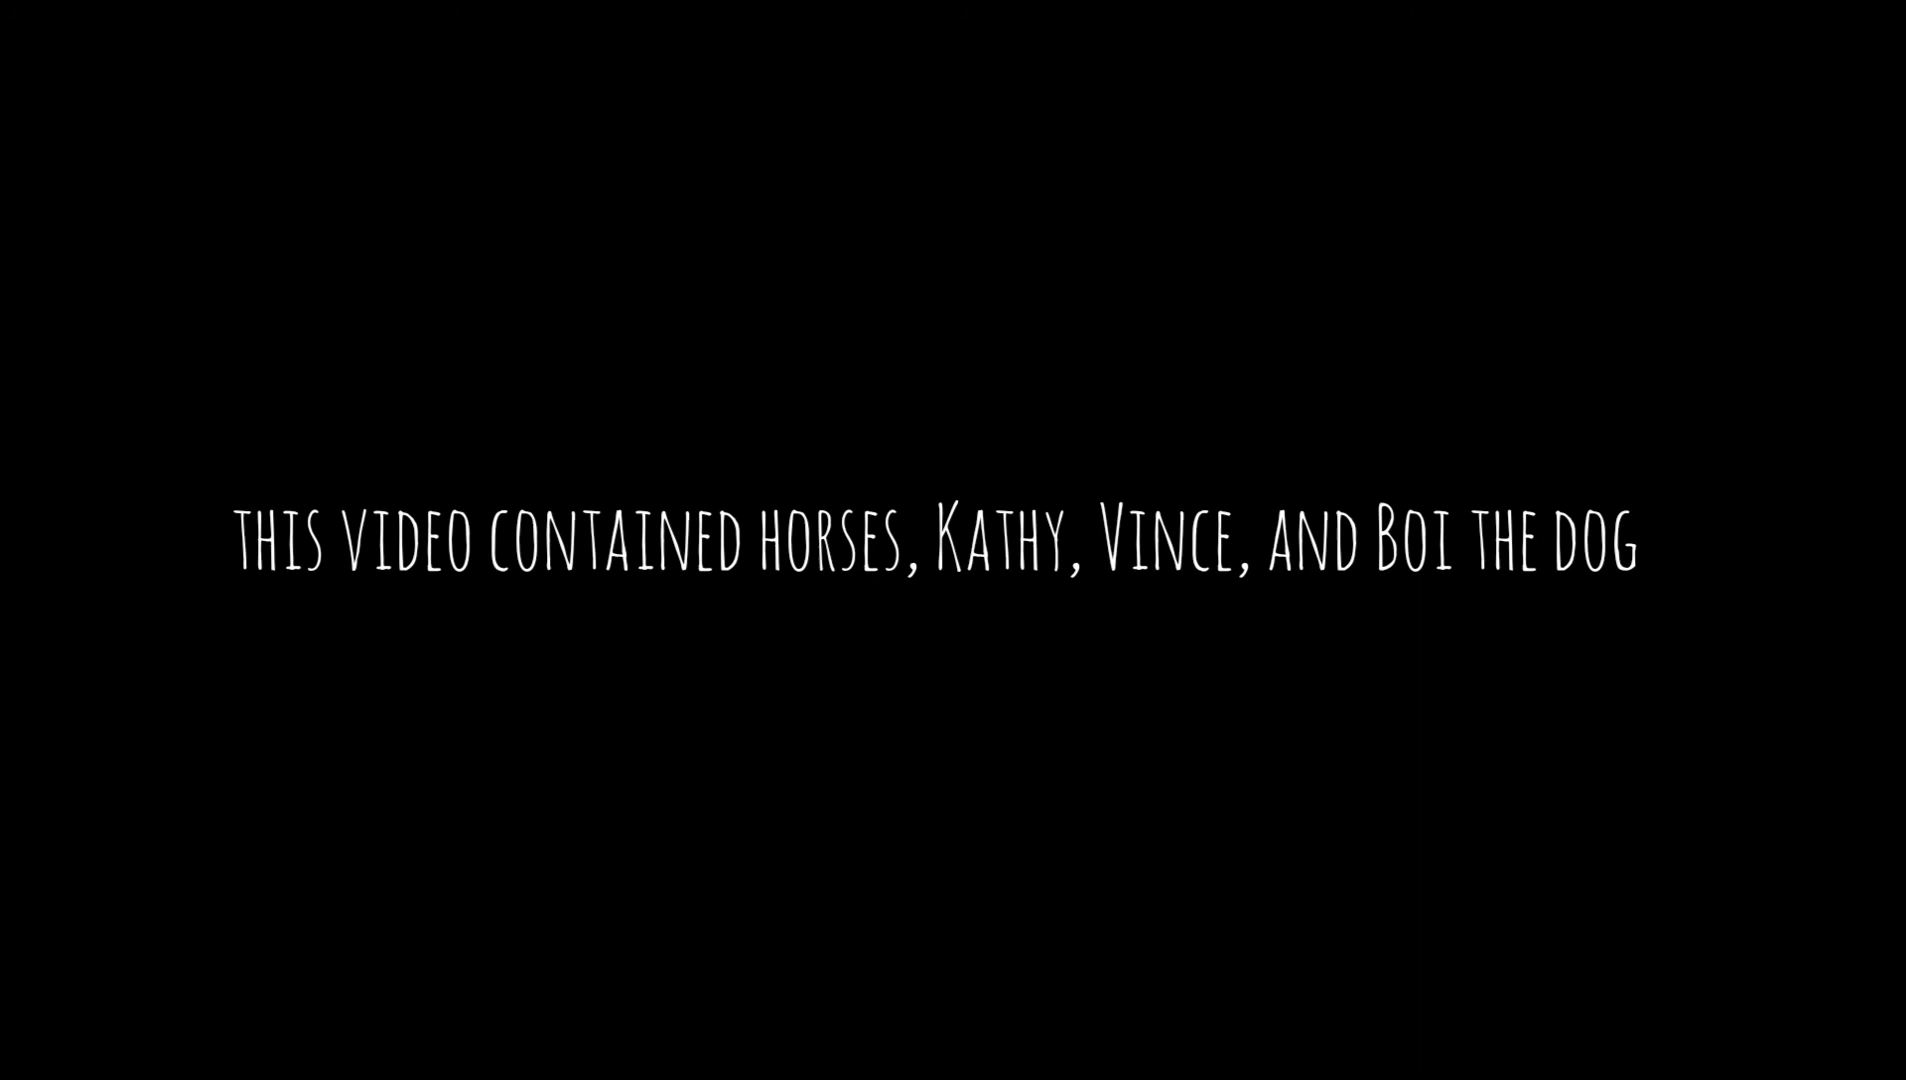 this video contained horses, Kathy, Vince, and Boi the dog